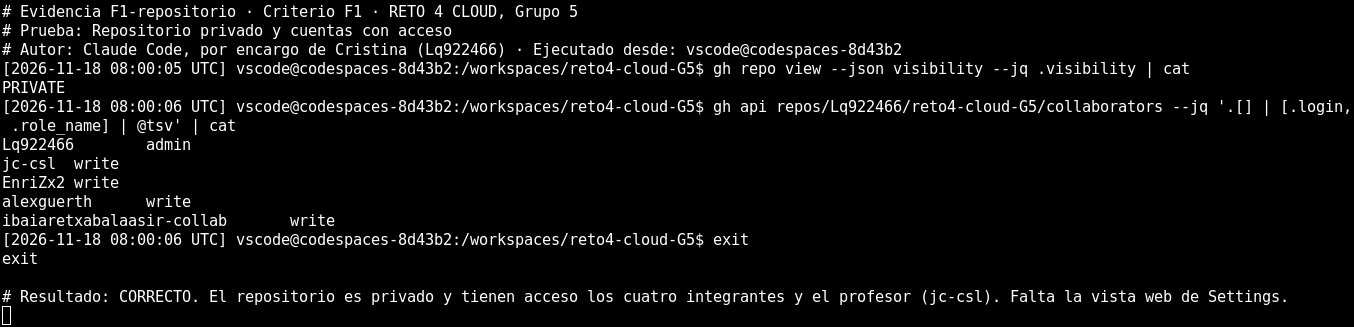 # Evidencia F1-repositorio · Criterio F1 · RETO 4 CLOUD, Grupo 5
# Prueba: Repositorio privado y cuentas con acceso
# Autor: Claude Code, por encargo de Cristina (Lq922466) · Ejecutado desde: vscode@codespaces-8d43b2
[2026-11-18 08:00:05 UTC] vscode@codespaces-8d43b2:/workspaces/reto4-cloud-G5$ gh repo view --json visibility --jq .visibility | cat
PRIVATE
[2026-11-18 08:00:06 UTC] vscode@codespaces-8d43b2:/workspaces/reto4-cloud-G5$ gh api repos/Lq922466/reto4-cloud-G5/collaborators --jq '.[] | [.login,
 .role_name] | @tsv' | cat
Lq922466        admin
jc-csl  write
EnriZx2 write
alexguerth      write
ibaiaretxabalaasir-collab       write
[2026-11-18 08:00:06 UTC] vscode@codespaces-8d43b2:/workspaces/reto4-cloud-G5$ exit
exit
# Resultado: CORRECTO. El repositorio es privado y tienen acceso los cuatro integrantes y el profesor (jc-csl). Falta la vista web de Settings.